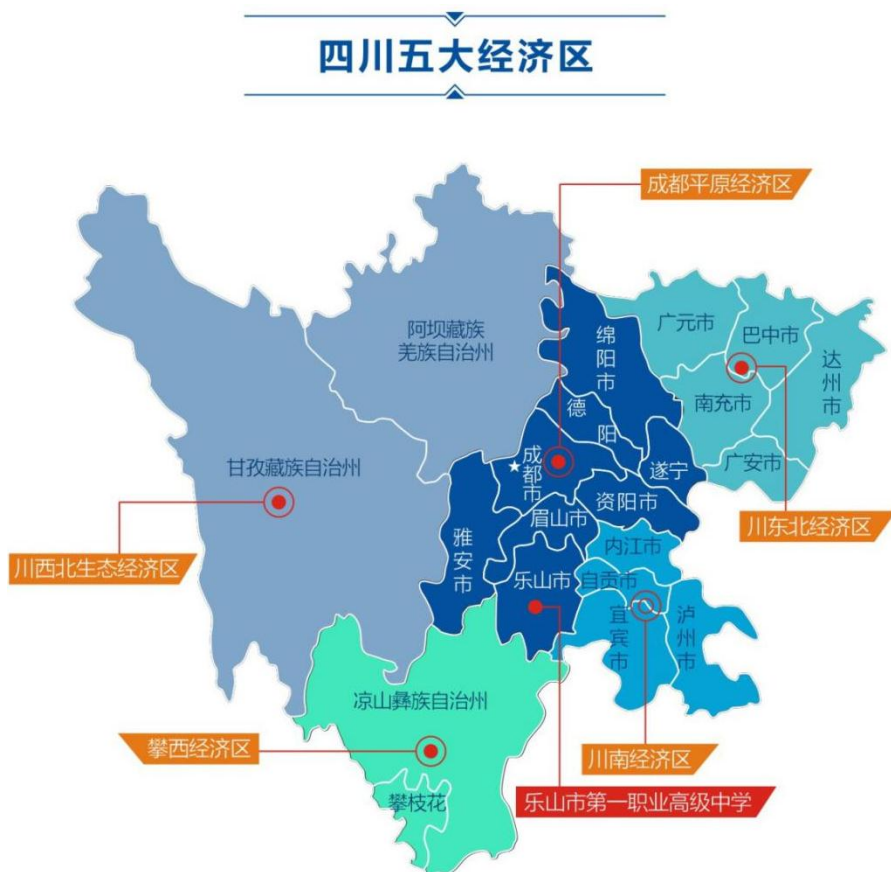 四川五大经济区
成都平原经济区
阿坝藏族
羌族自治州
绵阳市
广元市
巴中市
达州市
南充市
德阳
成都市
遂宁
广安市
甘孜藏族自治州
资阳市
眉山市
雅安市
川东北经济区
内江市
川西北生态经济区
乐山市
自贡市
宜宾市
泸州市
凉山彝族自治州
攀西经济区
川南经济区
攀枝花
乐山市第一职业高级中学